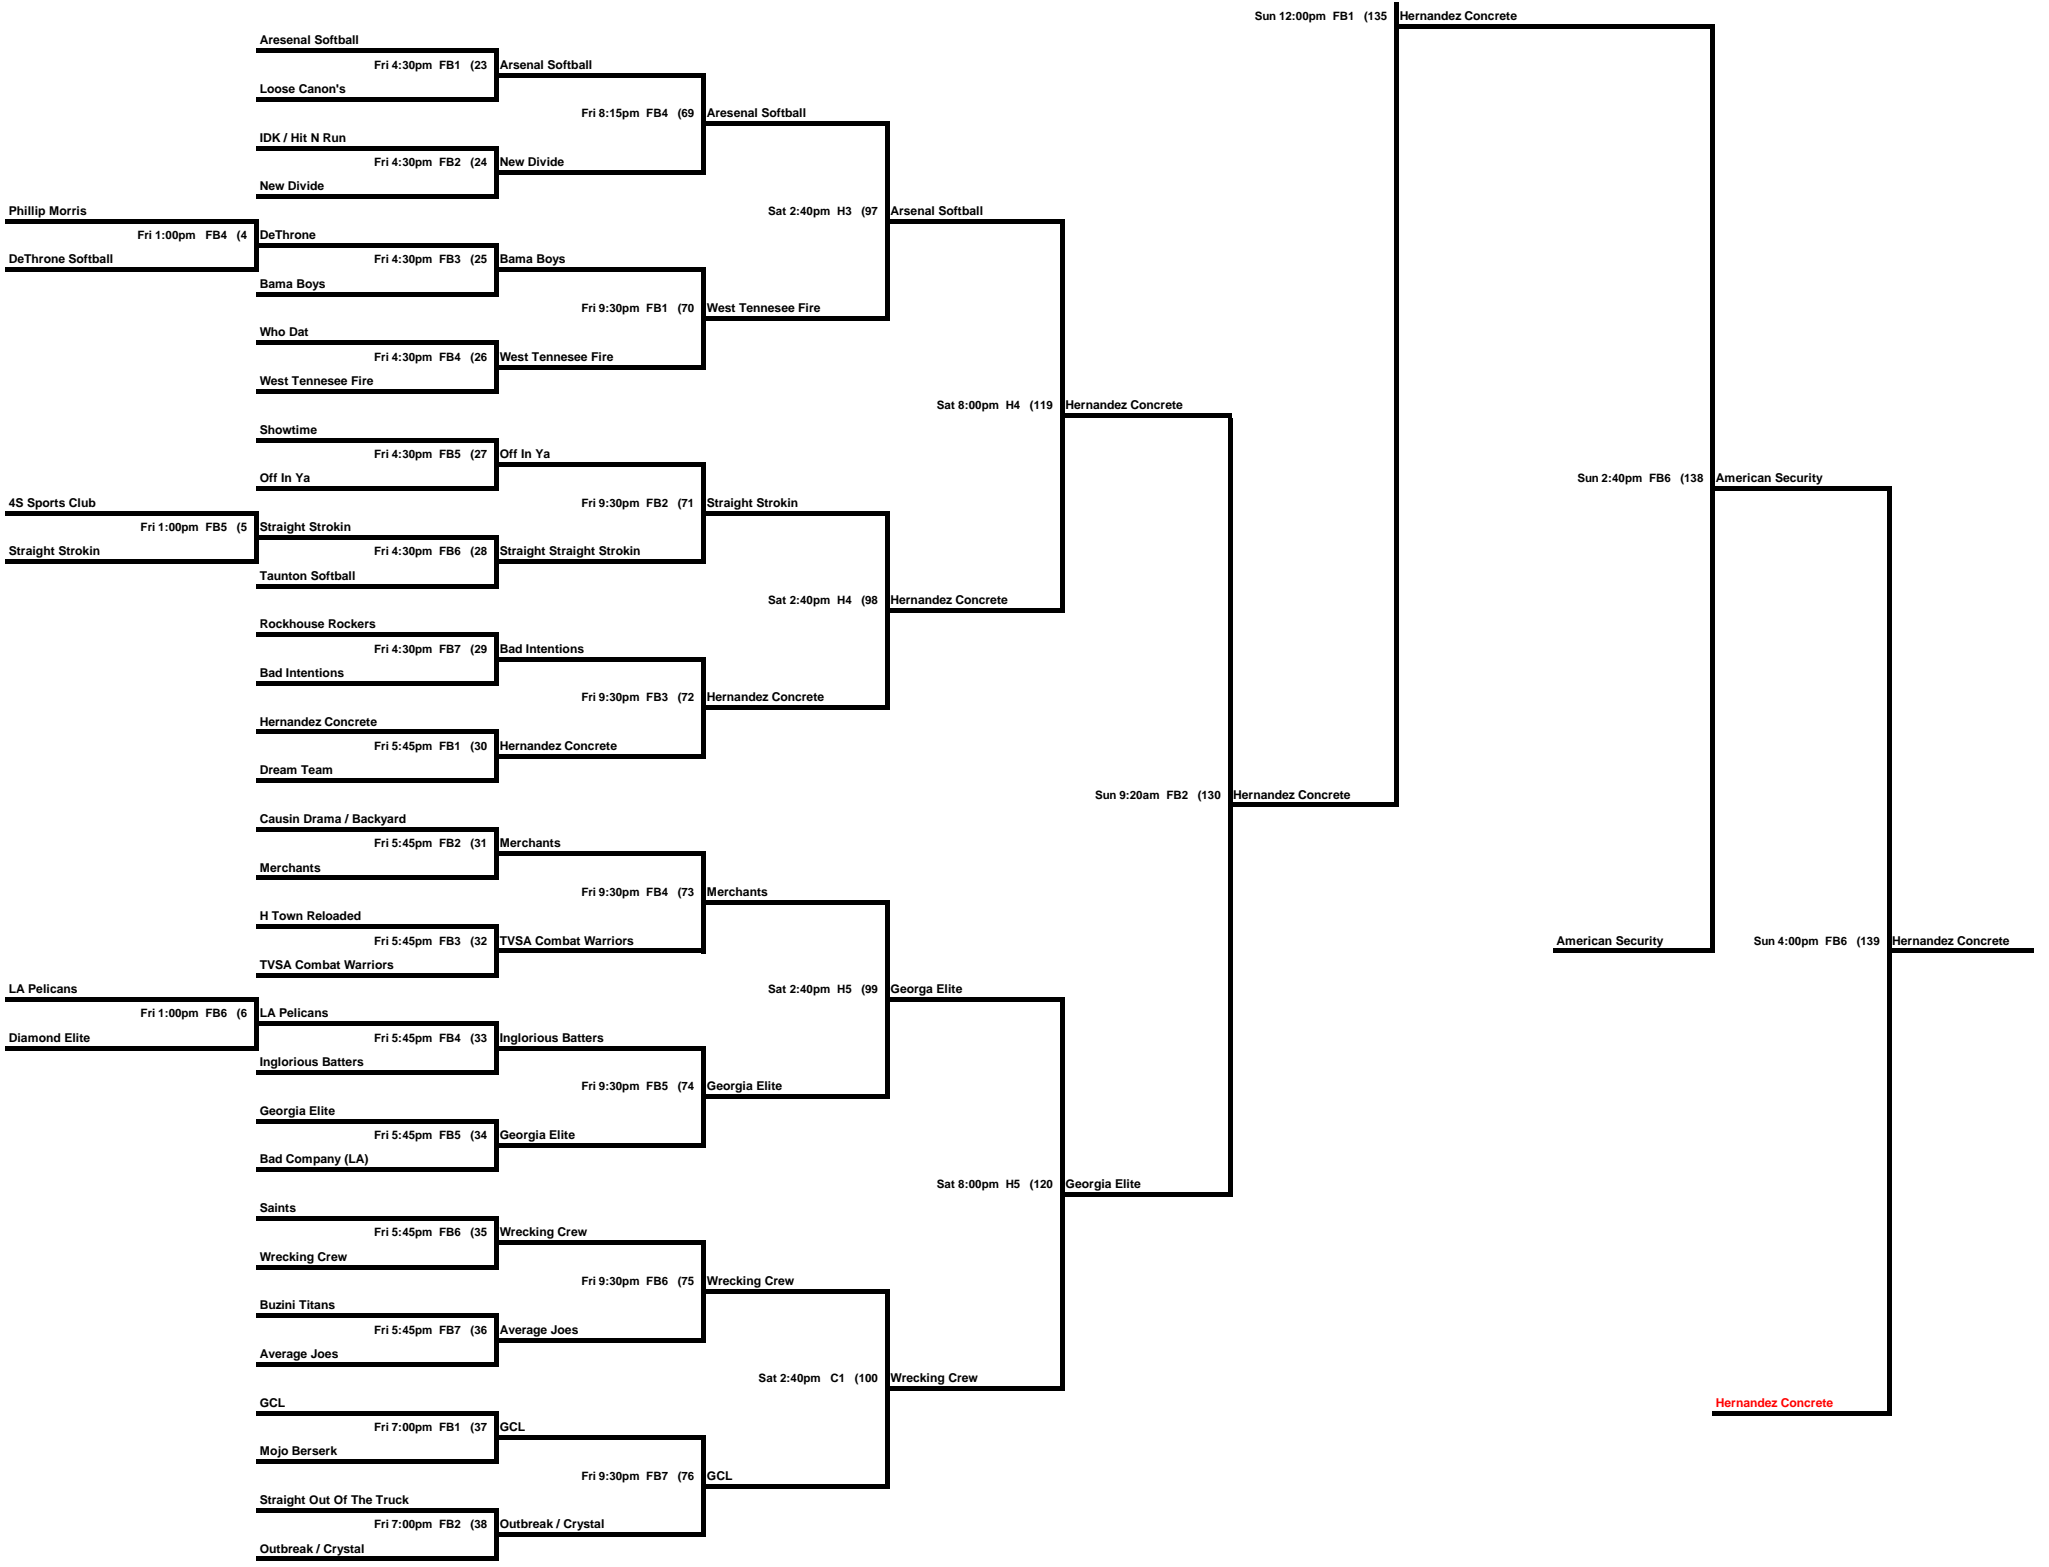 Sun 12:00pm FB1 (135 Hernandez Concrete
Aresenal Softball
Fri 4:30pm FB1 (23 Arsenal Softball
Loose Canon's
Fri 8:15pm FB4 (69 Aresenal Softball
IDK / Hit N Run
Fri 4:30pm FB2 (24 New Divide
New Divide
Phillip Morris
Sat 2:40pm H3 (97 Arsenal Softball
Fri 1:00pm FB4 (4 DeThrone
DeThrone Softball
Fri 4:30pm FB3 (25 Bama Boys
Bama Boys
Fri 9:30pm FB1 (70 West Tennesee Fire
Who Dat
Fri 4:30pm FB4 (26 West Tennesee Fire
West Tennesee Fire
Sat 8:00pm H4 (119 Hernandez Concrete
Showtime
Fri 4:30pm FB5 (27 Off In Ya
Off In Ya
Sun 2:40pm FB6 (138 American Security
4S Sports Club
Fri 9:30pm FB2 (71 Straight Strokin
Fri 1:00pm FB5 (5 Straight Strokin
Straight Strokin
Fri 4:30pm FB6 (28 Straight Straight Strokin
Taunton Softball
Sat 2:40pm H4 (98 Hernandez Concrete
Rockhouse Rockers
Fri 4:30pm FB7 (29 Bad Intentions
Bad Intentions
Fri 9:30pm FB3 (72 Hernandez Concrete
Hernandez Concrete
Fri 5:45pm FB1 (30 Hernandez Concrete
Dream Team
Sun 9:20am FB2 (130 Hernandez Concrete
Causin Drama / Backyard
Fri 5:45pm FB2 (31 Merchants
Merchants
Fri 9:30pm FB4 (73 Merchants
H Town Reloaded
Fri 5:45pm FB3 (32 TVSA Combat Warriors
American Security
Sun 4:00pm FB6 (139 Hernandez Concrete
TVSA Combat Warriors
LA Pelicans
Sat 2:40pm H5 (99 Georga Elite
Fri 1:00pm FB6 (6 LA Pelicans
Diamond Elite
Fri 5:45pm FB4 (33 Inglorious Batters
Inglorious Batters
Fri 9:30pm FB5 (74 Georgia Elite
Georgia Elite
Fri 5:45pm FB5 (34 Georgia Elite
Bad Company (LA)
Sat 8:00pm H5 (120 Georgia Elite
Saints
Fri 5:45pm FB6 (35 Wrecking Crew
Wrecking Crew
Fri 9:30pm FB6 (75 Wrecking Crew
Buzini Titans
Fri 5:45pm FB7 (36 Average Joes
Average Joes
Sat 2:40pm C1 (100 Wrecking Crew
GCL
Hernandez Concrete
Fri 7:00pm FB1 (37 GCL
Mojo Berserk
Fri 9:30pm FB7 (76 GCL
Straight Out Of The Truck
Fri 7:00pm FB2 (38 Outbreak / Crystal
Outbreak / Crystal